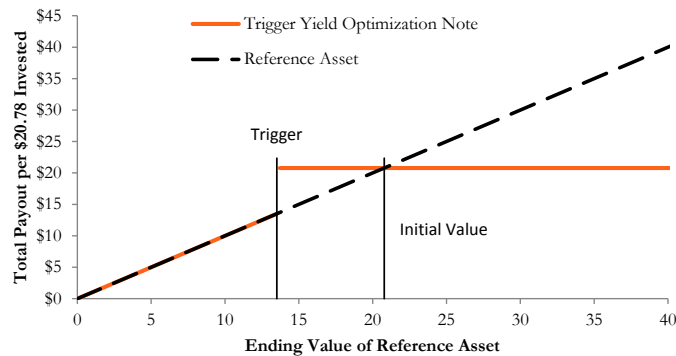 $45
$40
$35
$30
$25
$20
$15
$10
$5
$0
Total Payout per $20.78 Invested
Trigger Yield Optimization Note
Reference Asset
Trigger
Initial Value
0 5 10 15 20 25 30 35 40
Ending Value of Reference Asset